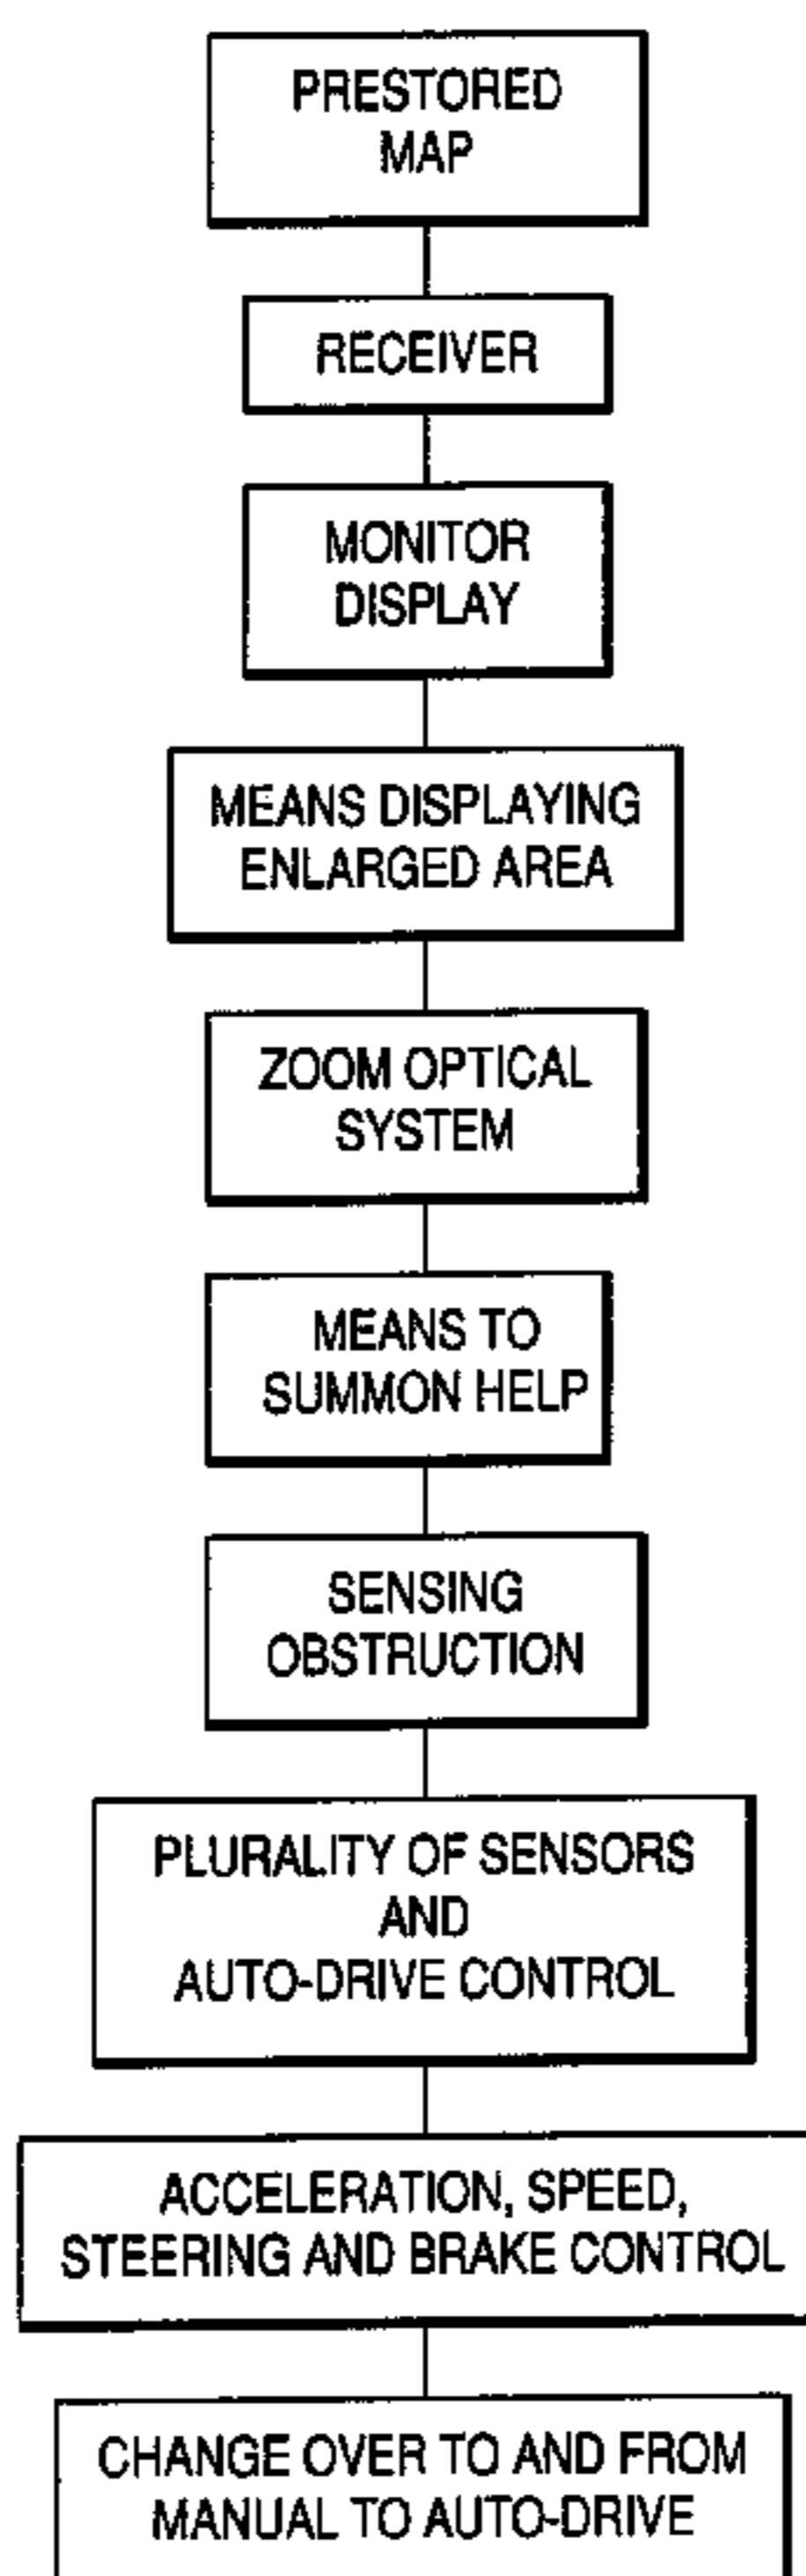 PRESTORED
MAP
RECEIVER
MONITOR
DISPLAY
MEANS DISPLAYING
ENLARGED AREA
ZOOM OPTICAL
SYSTEM
MEANS TO
SUMMON HELP
SENSING
OBSTRUCTION
PLURALITY OF SENSORS
AND
AUTO-DRIVE CONTROL
ACCELERATION, SPEED,
STEERING AND BRAKE CONTROL
CHANGE OVER TO AND FROM
MANUAL TO AUTO-DRIVE